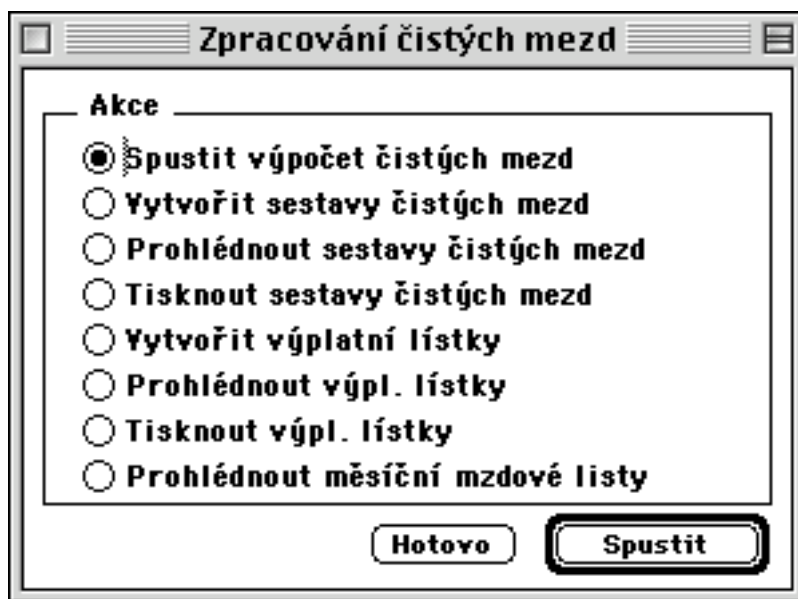 Zpracování čistých mezd
Akce
Spustit výpočet čistých mezd
Vytvořit sestavy čistých mezd
Prohlédnout sestavy čistých mezd
Tisknout sestavy čistých mezd
Vytvořit výplatní lístky
Prohlédnout výpl. lístky
Tisknout výpl. lístky
Prohlédnout měsíční mzdové listy
Hotovo Spustit